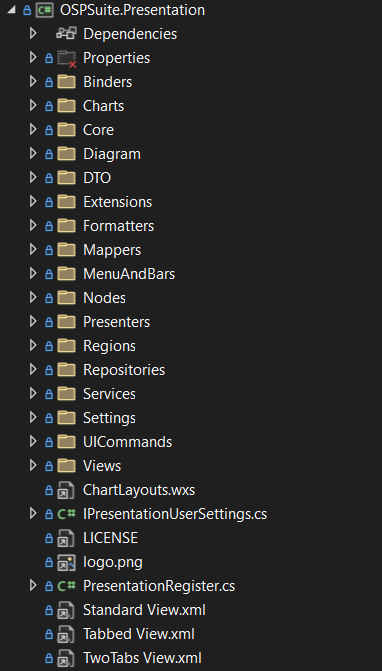 OSPSuite.Presentation
Dependencies
Properties
Binders
Charts
Core
Diagram
DTO
Extensions
Formatters
Mappers
MenuAndBars
Nodes
Presenters
Regions
Repositories
Services
Settings
UICommands
Views
ChartLayouts.wxs
C# IPresentationUserSettings.cs
LICENSE
logo.png
C# PresentationRegister.cs
Standard View.xml
Tabbed View.xml
TwoTabs View.xml